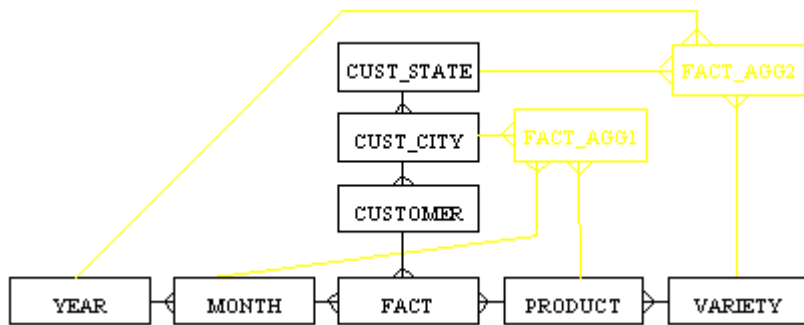 CUST_STATE
FACT_AGG2
CUST_CITY
FACT_AGG1
CUSTOMER
YEAR
MONTH
FACT
PRODUCT
VARIETY